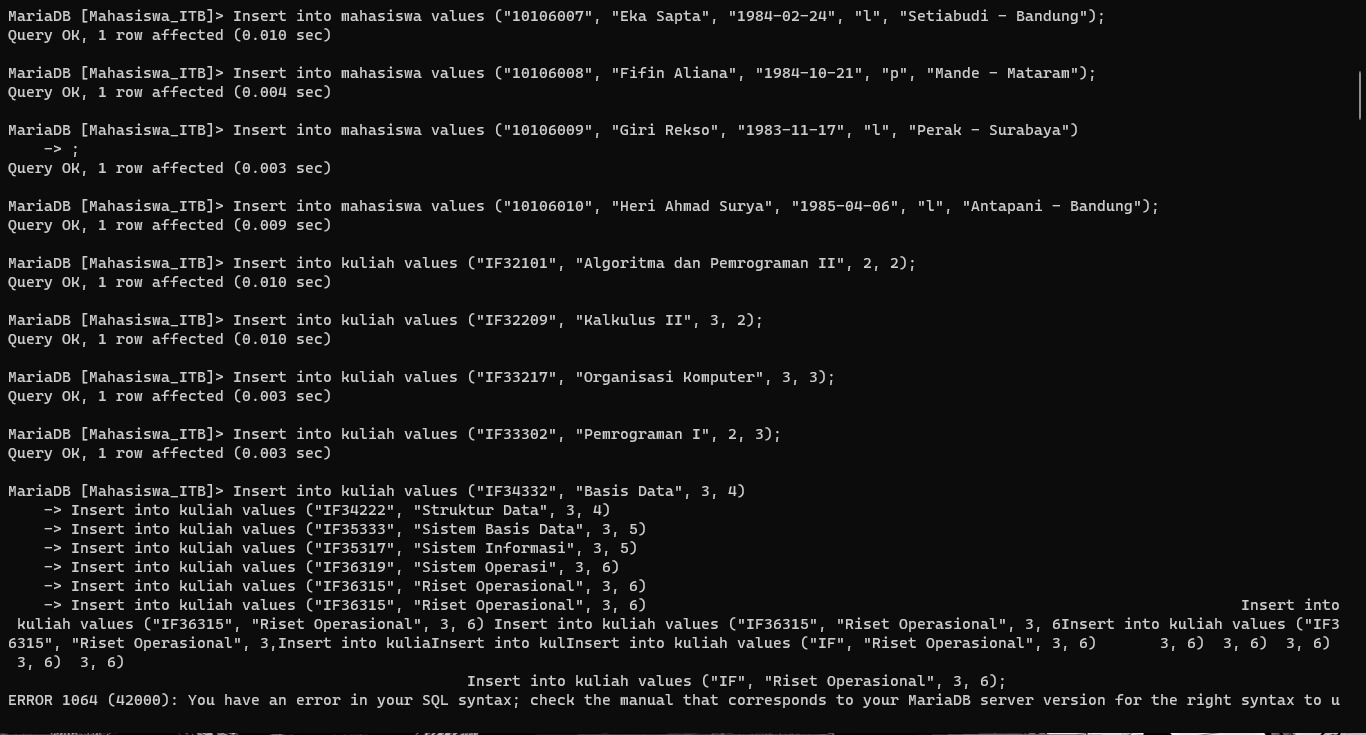 MariaDB [Mahasiswa_ITB]> Insert into mahasiswa values ("10106007", "Eka Sapta", "1984-02-24", "l", "Setiabudi - Bandung");
Query OK, 1 row affected (0.010 sec)
MariaDB [Mahasiswa_ITB]> Insert into mahasiswa values ("10106008", "Fifin Aliana", "1984-10-21", "p", "Mande - Mataram");
Query OK, 1 row affected (0.004 sec)
MariaDB [Mahasiswa_ITB]> Insert into mahasiswa values ("10106009", "Giri Rekso", "1983-11-17", "l", "Perak - Surabaya")
    -> ;
Query OK, 1 row affected (0.003 sec)
MariaDB [Mahasiswa_ITB]> Insert into mahasiswa values ("10106010", "Heri Ahmad Surya", "1985-04-06", "l", "Antapani - Bandung");
Query OK, 1 row affected (0.009 sec)
MariaDB [Mahasiswa_ITB]> Insert into kuliah values ("IF32101", "Algoritma dan Pemrograman II", 2, 2);
Query OK, 1 row affected (0.010 sec)
MariaDB [Mahasiswa_ITB]> Insert into kuliah values ("IF32209", "Kalkulus II", 3, 2);
Query OK, 1 row affected (0.010 sec)
MariaDB [Mahasiswa_ITB]> Insert into kuliah values ("IF33217", "Organisasi Komputer", 3, 3);
Query OK, 1 row affected (0.003 sec)
MariaDB [Mahasiswa_ITB]> Insert into kuliah values ("IF33302", "Pemrograman I", 2, 3);
Query OK, 1 row affected (0.003 sec)
MariaDB [Mahasiswa_ITB]> Insert into kuliah values ("IF34332", "Basis Data", 3, 4)
    -> Insert into kuliah values ("IF34222", "Struktur Data", 3, 4)
    -> Insert into kuliah values ("IF35333", "Sistem Basis Data", 3, 5)
    -> Insert into kuliah values ("IF35317", "Sistem Informasi", 3, 5)
    -> Insert into kuliah values ("IF36319", "Sistem Operasi", 3, 6)
    -> Insert into kuliah values ("IF36315", "Riset Operasional", 3, 6)
    -> Insert into kuliah values ("IF36315", "Riset Operasional", 3, 6) Insert into
 kuliah values ("IF36315", "Riset Operasional", 3, 6) Insert into kuliah values ("IF36315", "Riset Operasional", 3, 6Insert into kuliah values ("IF3
6315", "Riset Operasional", 3,Insert into kuliaInsert into kulInsert into kuliah values ("IF", "Riset Operasional", 3, 6)       3, 6)  3, 6)  3, 6)
 3, 6)  3, 6)
Insert into kuliah values ("IF", "Riset Operasional", 3, 6);
ERROR 1064 (42000): You have an error in your SQL syntax; check the manual that corresponds to your MariaDB server version for the right syntax to u